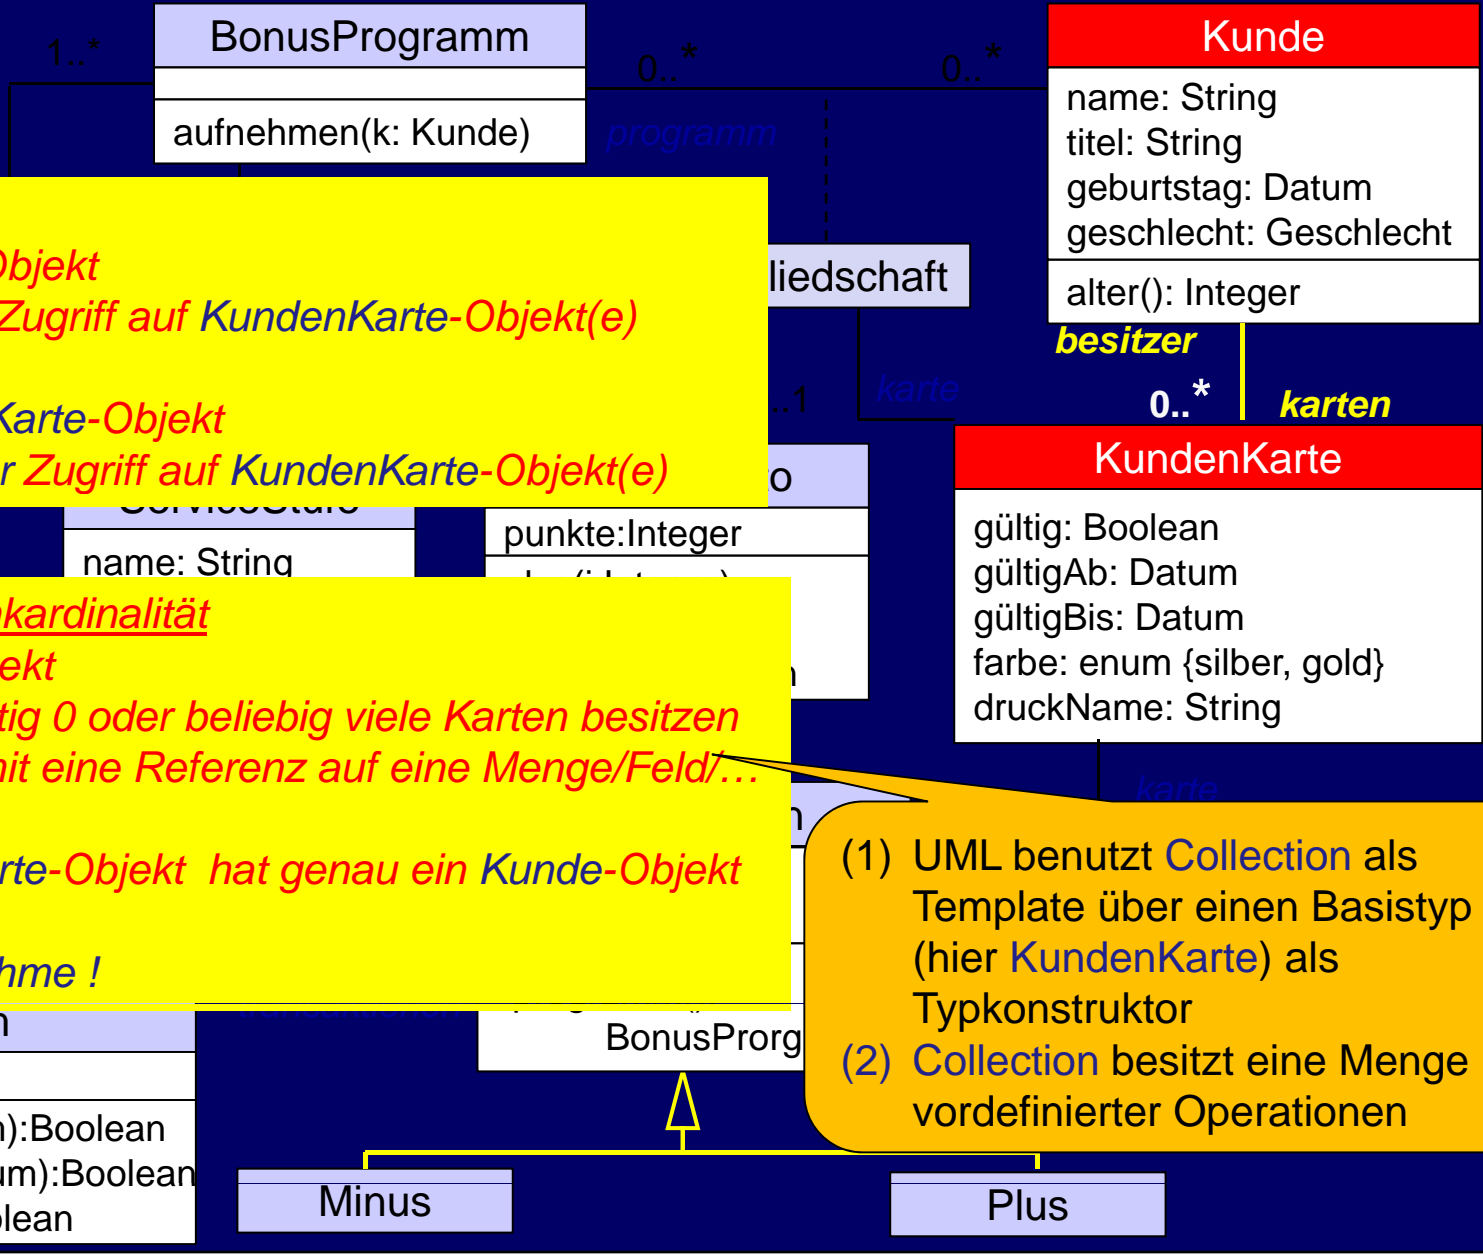 1..*
BonusProgramm
0..*
0..*
Kunde
aufnehmen(k: Kunde)
programm
name: String
titel: String
geburtstag: Datum
geschlecht: Geschlecht
alter(): Integer
Objekt
Zugriff auf KundenKarte-Objekt(e)
liedschaft
besitzer
0..*
karten
karte
..1
Karte-Objekt
r Zugriff auf KundenKarte-Objekt(e)
o
KundenKarte
gültig: Boolean
gültigAb: Datum
gültigBis: Datum
farbe: enum {silber, gold}
druckName: String
karte
punkte:Integer
name: String
kardinalität
ekt
tig 0 oder beliebig viele Karten besitzen
mit eine Referenz auf eine Menge/Feld/…
rte-Objekt hat genau ein Kunde-Objekt
hme !
n
(1) UML benutzt Collection als
Template über einen Basistyp
(hier KundenKarte) als
Typkonstruktor
(2) Collection besitzt eine Menge
vordefinierter Operationen
BonusProrg
n
):Boolean
um):Boolean
olean
Minus
Plus